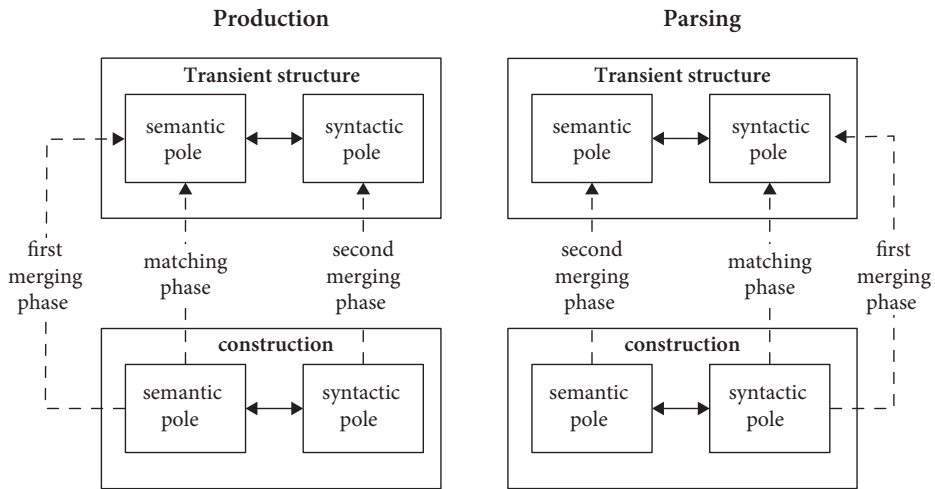 Production
Transient structure
semantic
pole
syntactic
pole
first
merging
phase
matching
phase
second
merging
phase
construction
semantic
pole
syntactic
pole
Parsing
Transient structure
semantic
pole
syntactic
pole
second
merging
phase
matching
phase
first
merging
phase
construction
semantic
pole
syntactic
pole